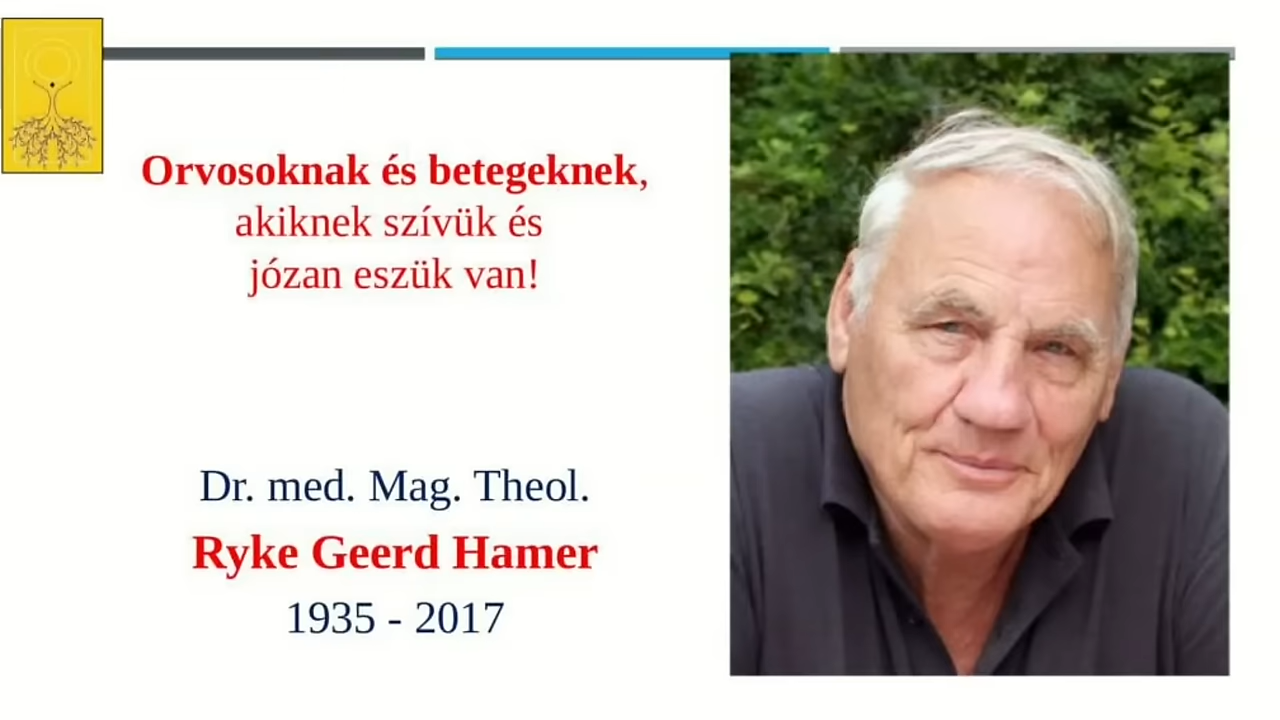 Orvosoknak és betegeknek,
akiknek szívük és
józan eszük van!
Dr. med. Mag. Theol.
Ryke Geerd Hamer
1935 - 2017